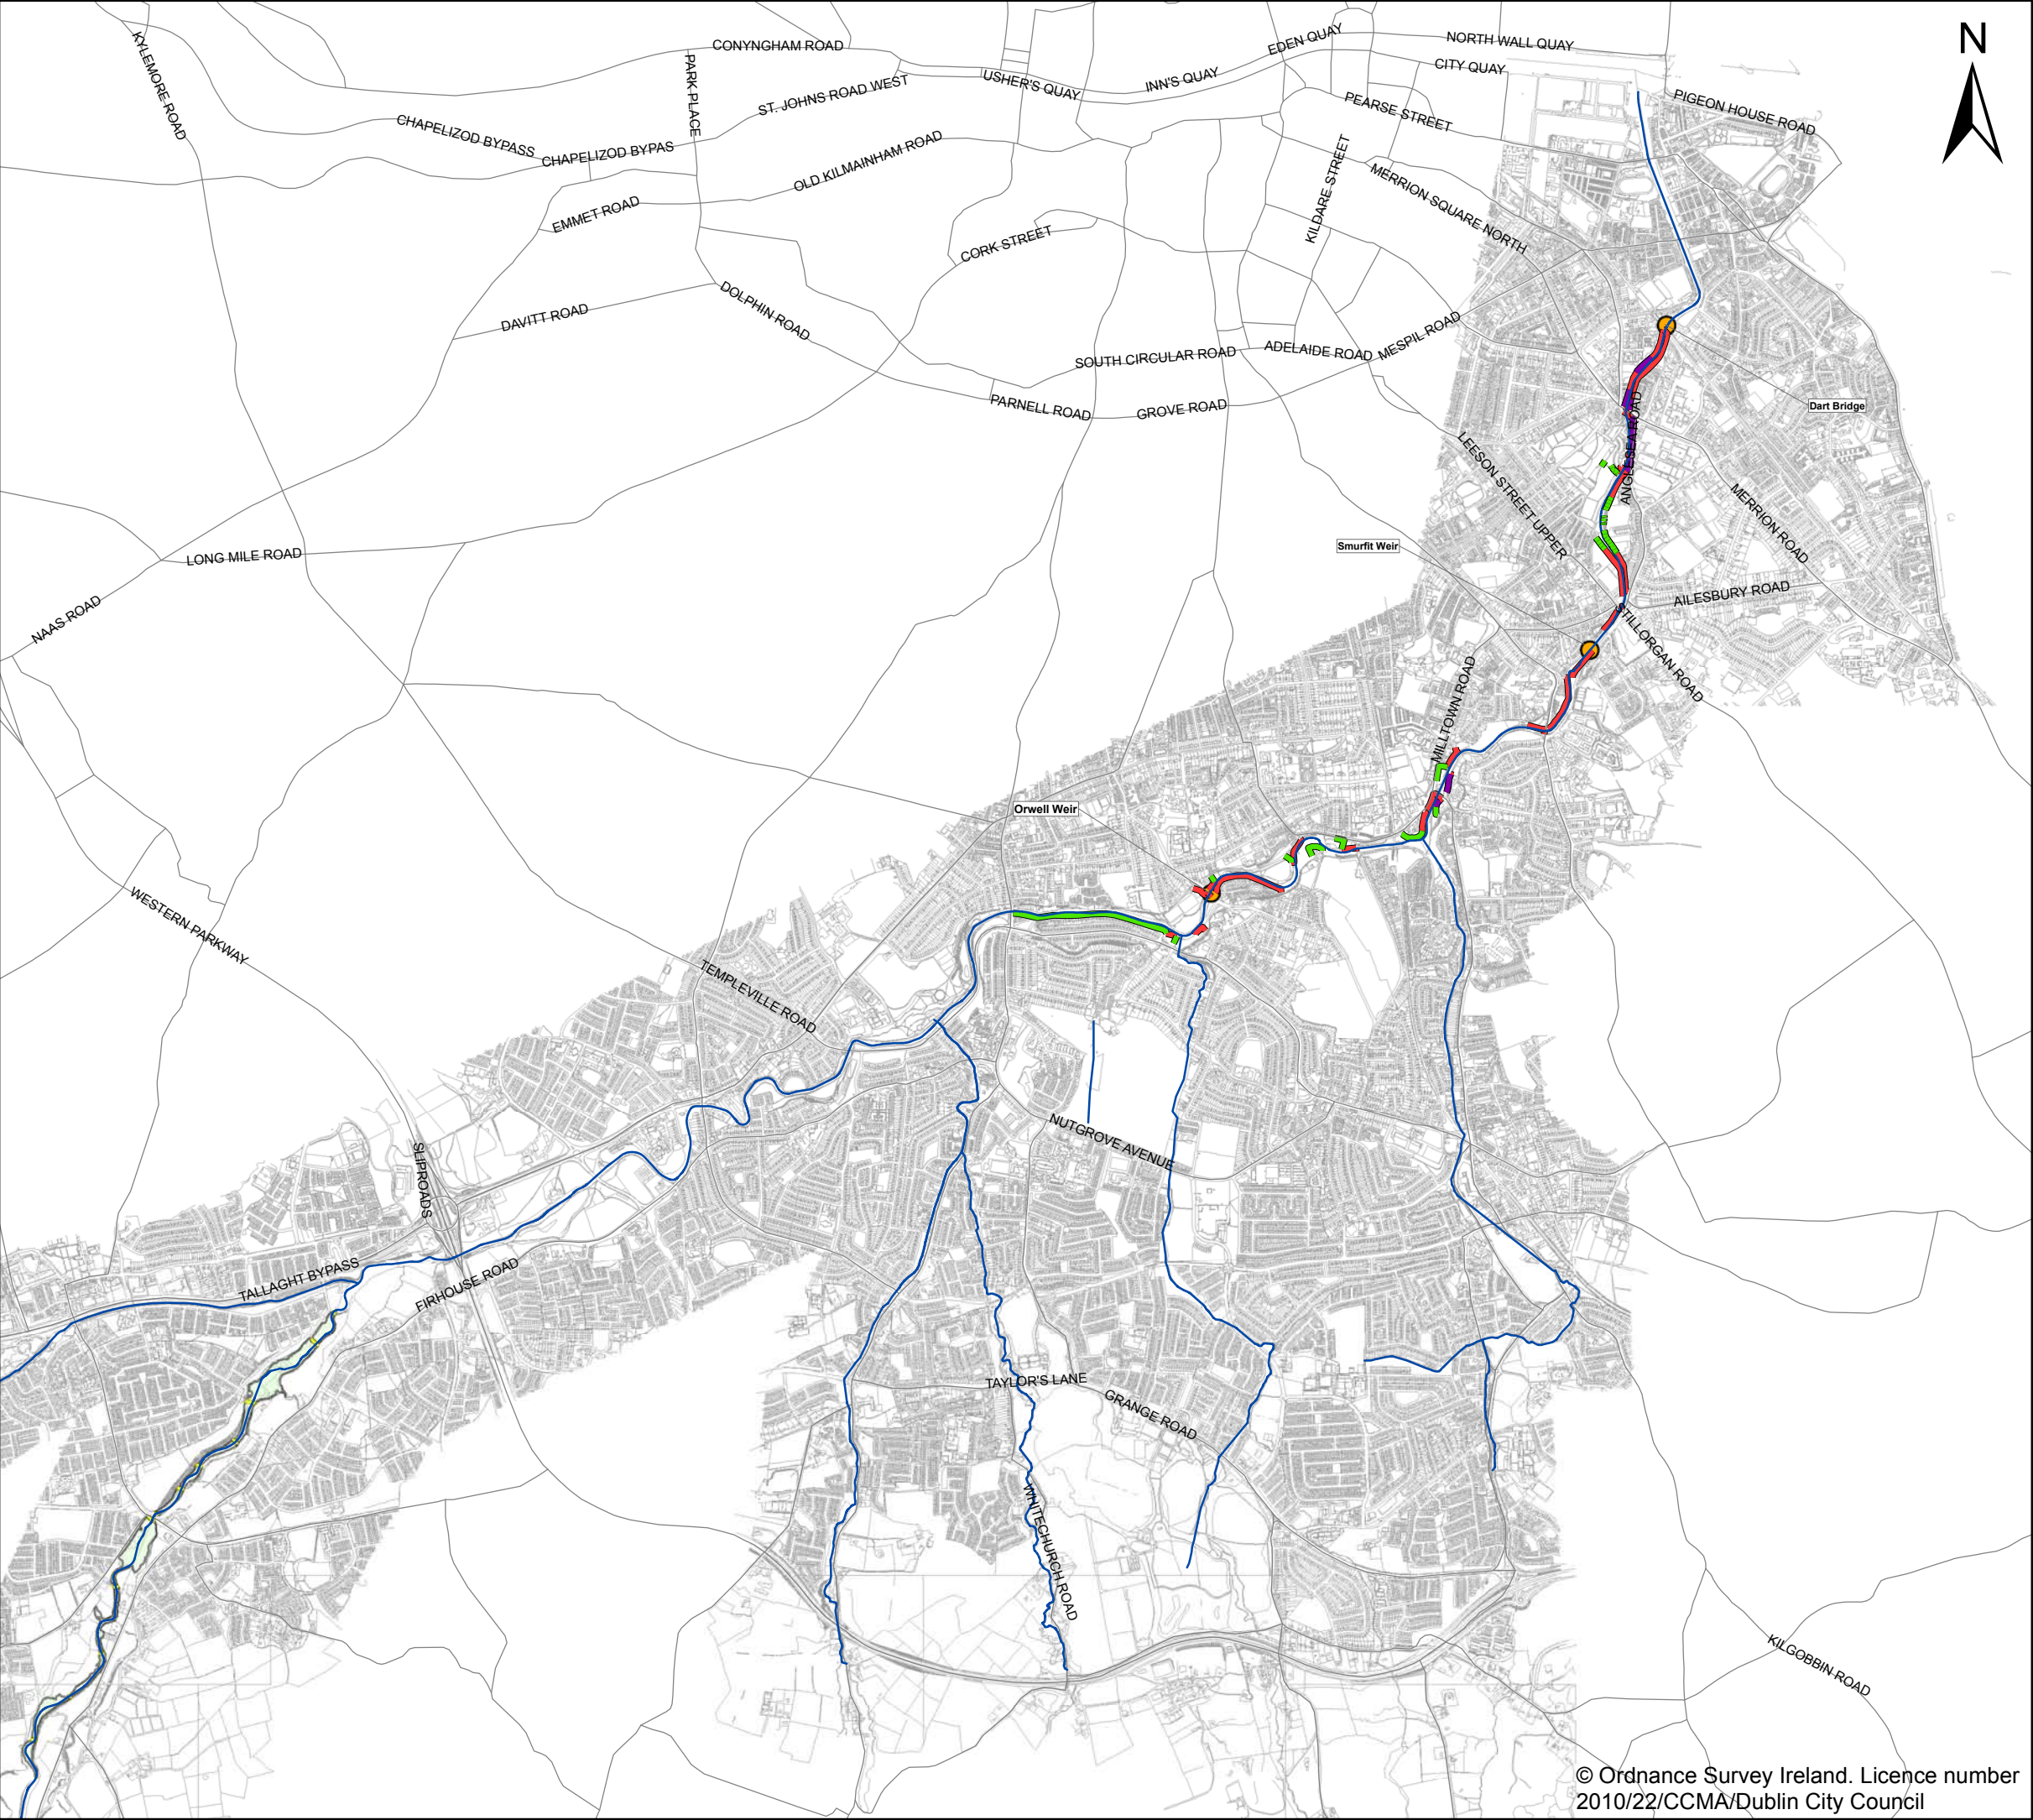 N
KYLEMORE ROAD
CONYNGHAM ROAD
PARK PLACE
ST. JOHNS ROAD WEST
USHER'S QUAY
INN'S QUAY
EDEN QUAY
NORTH WALL QUAY
CITY QUAY
PEARSE STREET
PIGEON HOUSE ROAD
CHAPELIZOD BYPASS
CHAPELIZOD BYPAS
OLD KILMAINHAM ROAD
EMMET ROAD
KILDARE STREET
MERRION SQUARE NORTH
CORK STREET
DAVITT ROAD
DOLPHIN ROAD
SOUTH CIRCULAR ROAD
ADELAIDE ROAD
MESPIL ROAD
PARNELL ROAD
GROVE ROAD
Dart Bridge
ANGLESEA ROAD
LEESON STREET UPPER
MERRION ROAD
Smurfit Weir
LONG MILE ROAD
NAAS ROAD
AILESBURY ROAD
STILLORGAN ROAD
MILLTOWN ROAD
Orwell Weir
WESTERN PARKWAY
TEMPLEVILLE ROAD
NUTGROVE AVENUE
SLIPROADS
TALLAGHT BYPASS
FIRHOUSE ROAD
TAYLOR'S LANE
GRANGE ROAD
WHITECHURCH ROAD
KILGOBBIN ROAD
© Ordnance Survey Ireland. Licence number
2010/22/CCMA/Dublin City Council